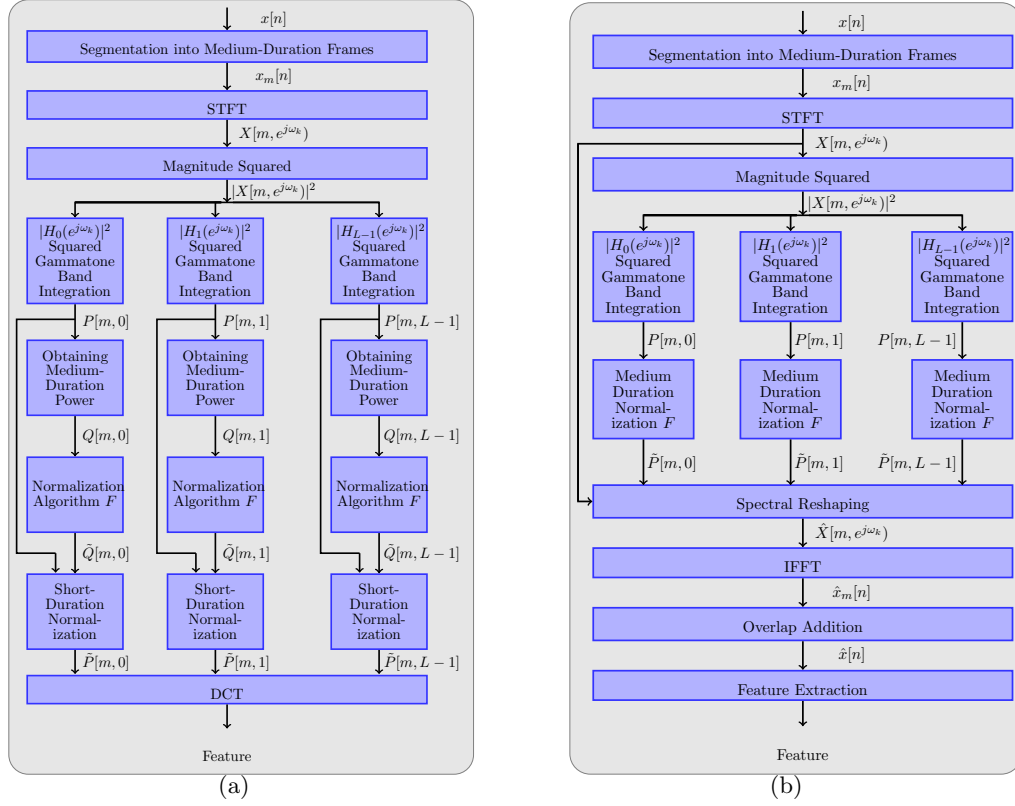 x[n]
Segmentation into Medium-Duration Frames
x_m[n]
STFT
X[m, e^{jω_k})
Magnitude Squared
|X[m, e^{jω_k})|^2
|H_0(e^{jω_k})|^2
Squared
Gammatone
Band
Integration
|H_1(e^{jω_k})|^2
Squared
Gammatone
Band
Integration
|H_{L−1}(e^{jω_k})|^2
Squared
Gammatone
Band
Integration
P[m, 0]
P[m, 1]
P[m, L − 1]
Obtaining
Medium-
Duration
Power
Obtaining
Medium-
Duration
Power
Obtaining
Medium-
Duration
Power
Q[m, 0]
Q[m, 1]
Q[m, L − 1]
Normalization
Algorithm F
Normalization
Algorithm F
Normalization
Algorithm F
Q̃[m, 0]
Q̃[m, 1]
Q̃[m, L − 1]
Short-
Duration
Normal-
ization
Short-
Duration
Normal-
ization
Short-
Duration
Normal-
ization
P̃[m, 0]
P̃[m, 1]
P̃[m, L − 1]
DCT
Feature
(a)
x[n]
Segmentation into Medium-Duration Frames
x_m[n]
STFT
X[m, e^{jω_k})
Magnitude Squared
|X[m, e^{jω_k})|^2
|H_0(e^{jω_k})|^2
Squared
Gammatone
Band
Integration
|H_1(e^{jω_k})|^2
Squared
Gammatone
Band
Integration
|H_{L−1}(e^{jω_k})|^2
Squared
Gammatone
Band
Integration
P[m, 0]
P[m, 1]
P[m, L − 1]
Medium
Duration
Normal-
ization F
Medium
Duration
Normal-
ization F
Medium
Duration
Normal-
ization F
P̃[m, 0]
P̃[m, 1]
P̃[m, L − 1]
Spectral Reshaping
X̂[m, e^{jω_k})
IFFT
x̂_m[n]
Overlap Addition
x̂[n]
Feature Extraction
Feature
(b)